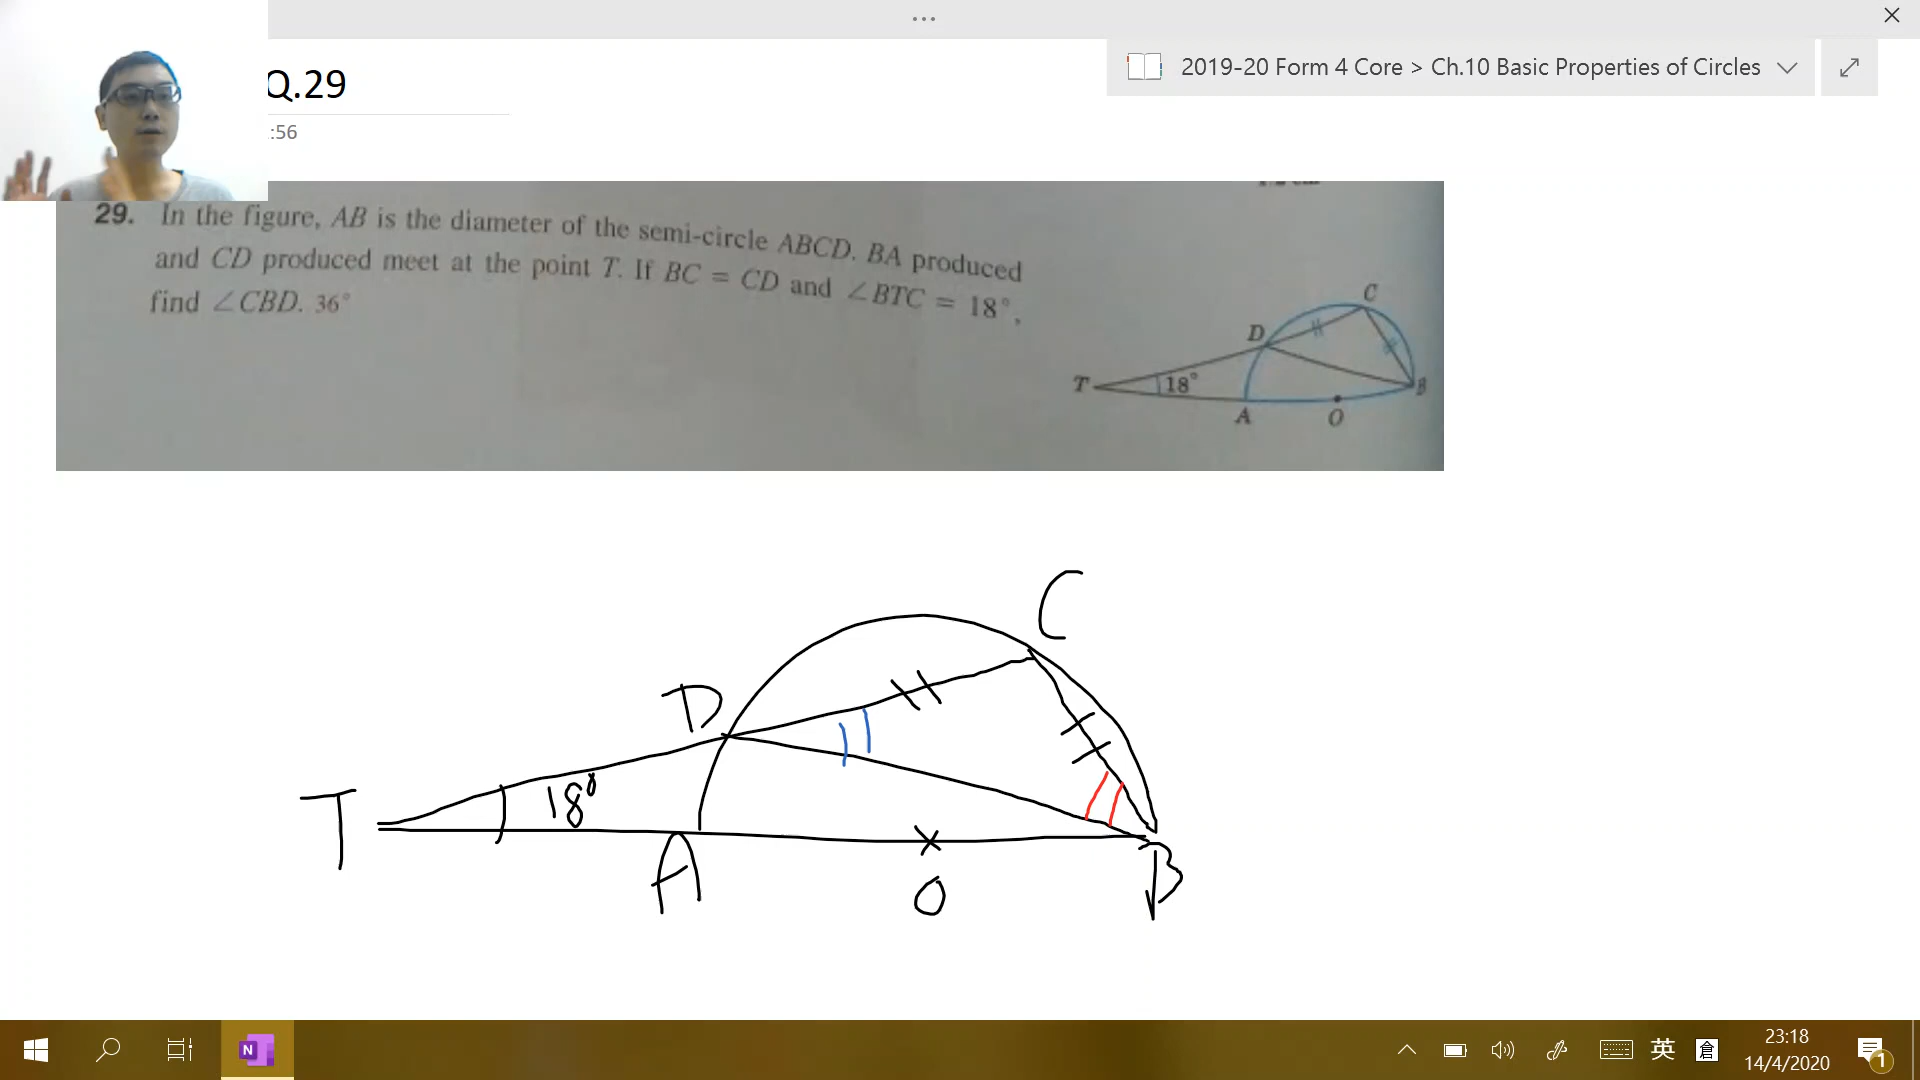 ...
2019-20 Form 4 Core > Ch.10 Basic Properties of Circles
Q.29
:56
29. In the figure, AB is the diameter of the semi-circle ABCD. BA produced
and CD produced meet at the point T. If BC = CD and ∠BTC = 18°,
find ∠CBD. 36°
C
D
T 18° B
A O
C
D
T 18°
A O B
N
英 倉
23:18
14/4/2020
1